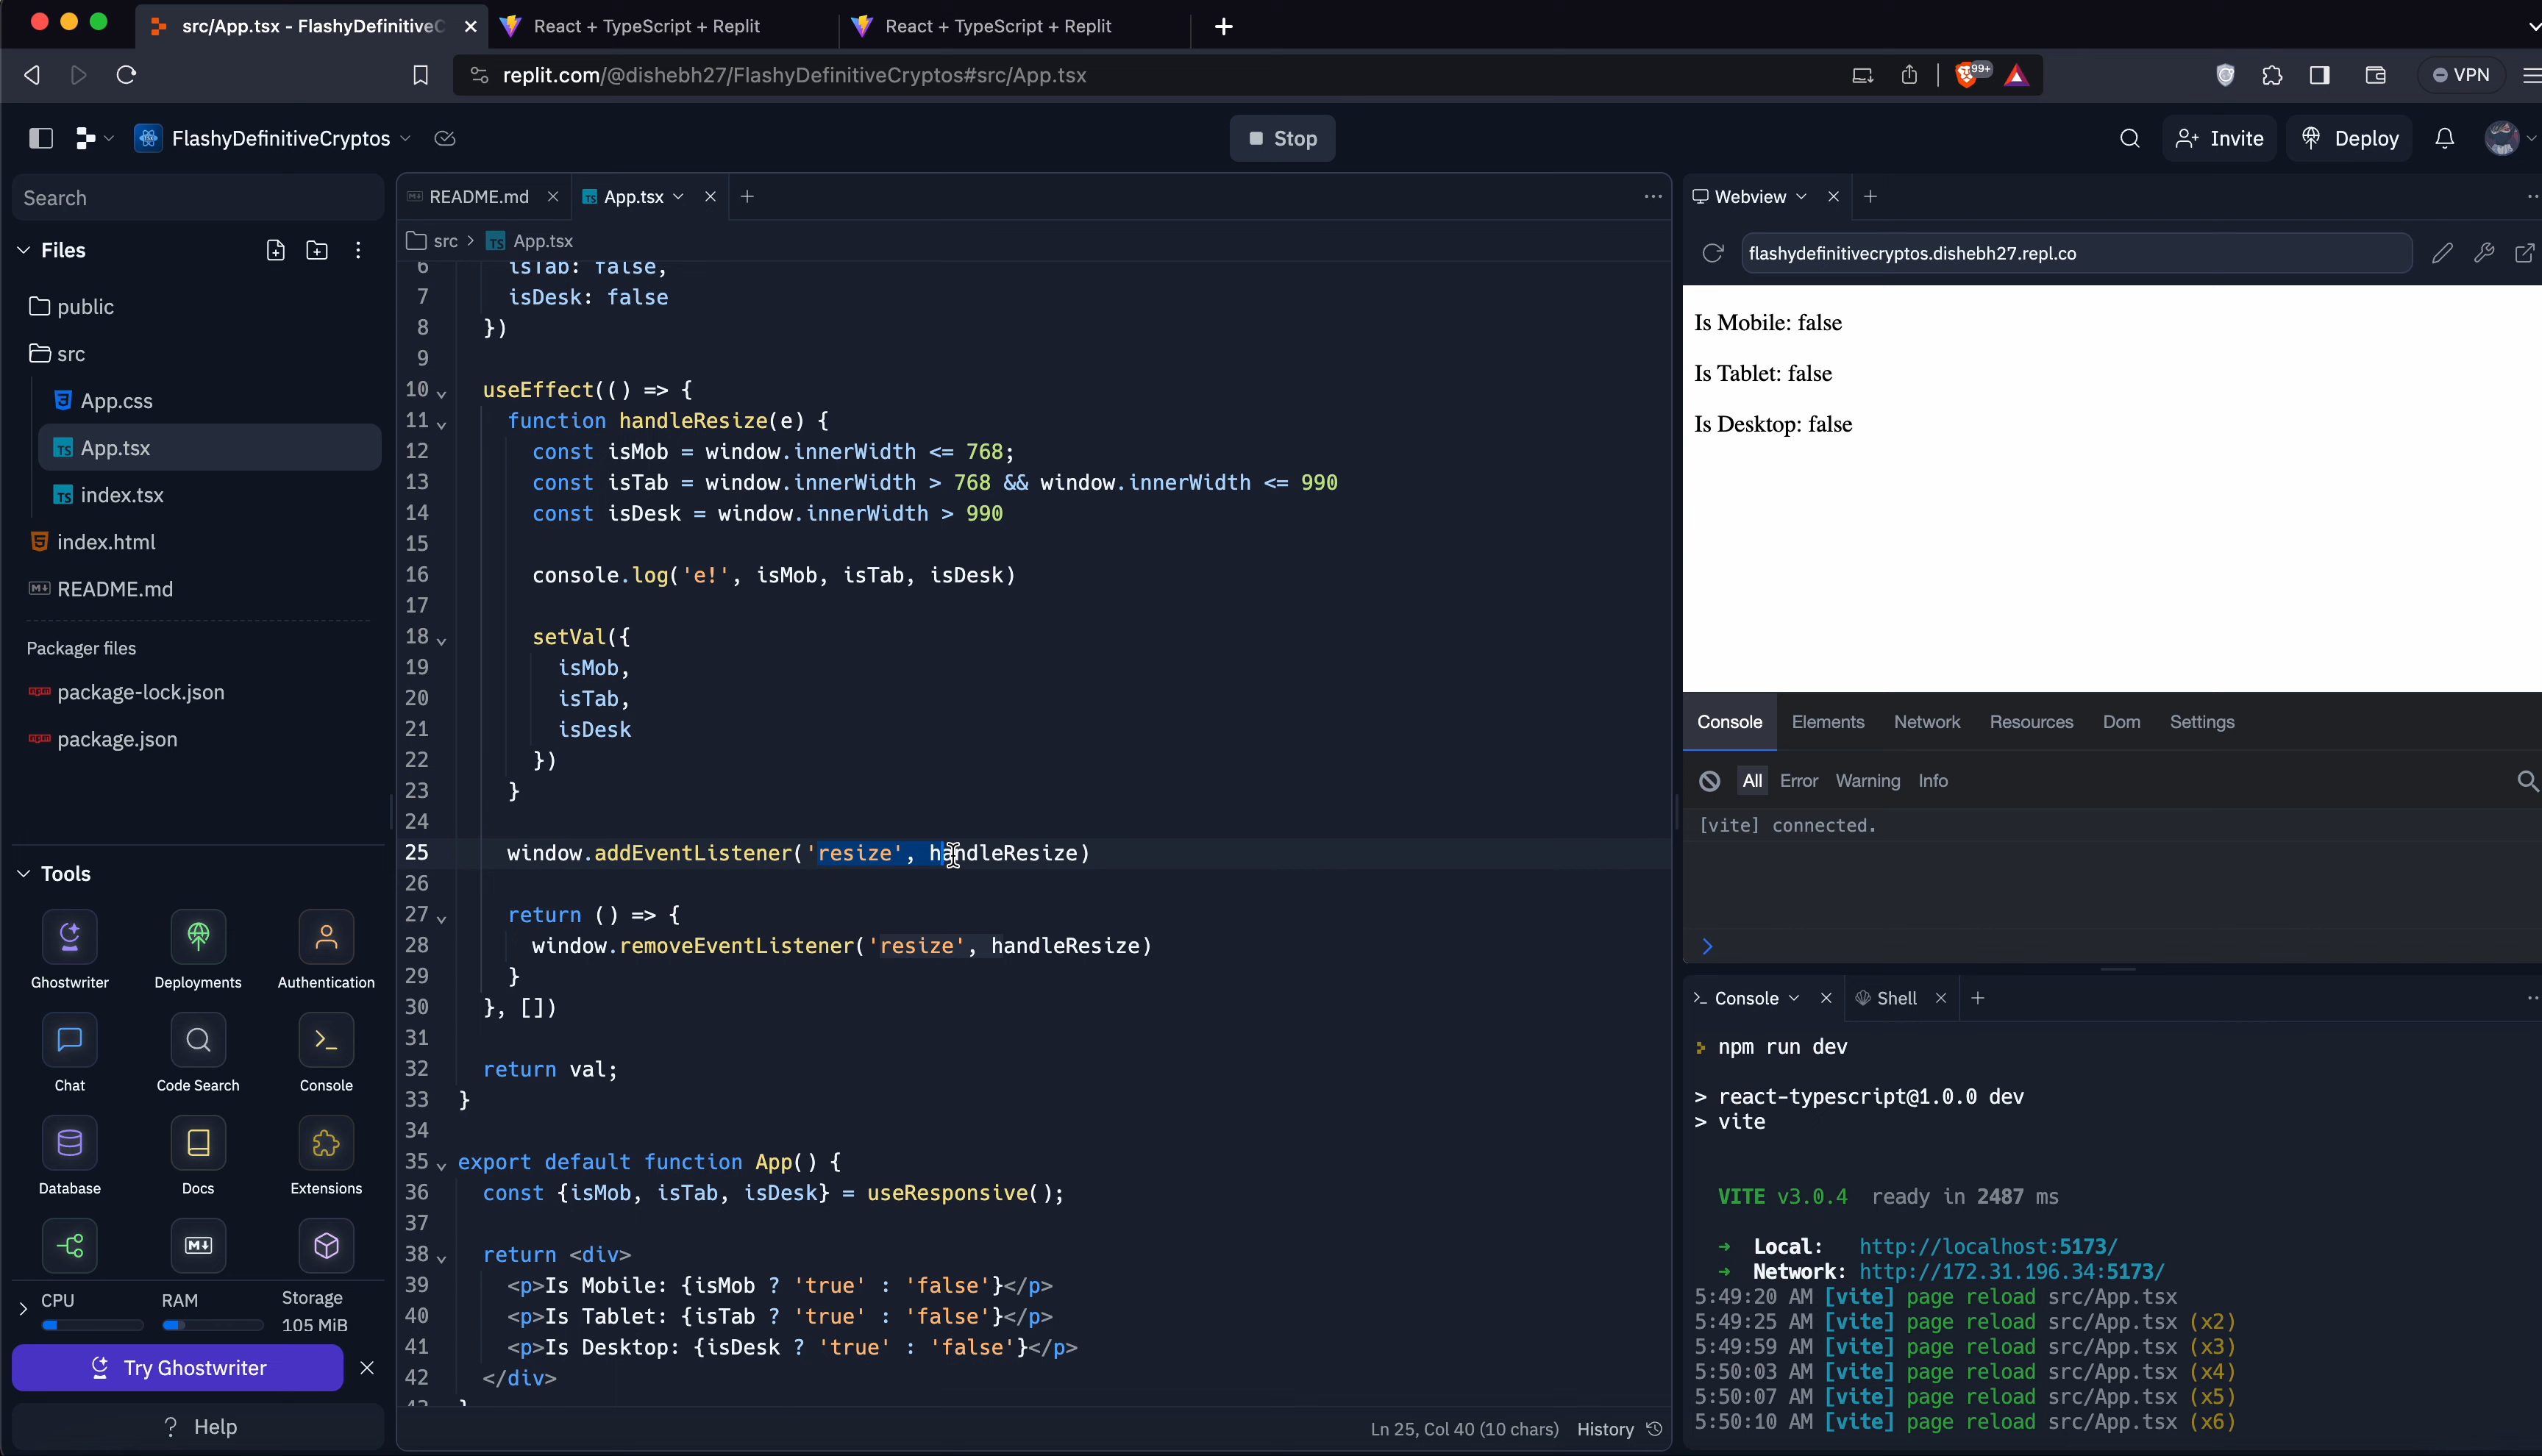 src/App.tsx - FlashyDefinitiveC
React + TypeScript + Replit
React + TypeScript + Replit
replit.com/@dishebh27/FlashyDefinitiveCryptos#src/App.tsx
99+
VPN
FlashyDefinitiveCryptos
Stop
Invite
Deploy
Search
Files
public
src
App.css
App.tsx
index.tsx
index.html
README.md
Packager files
package-lock.json
package.json
Tools
Ghostwriter
Deployments
Authentication
Chat
Code Search
Console
Database
Docs
Extensions
CPU
RAM
Storage
105 MiB
Try Ghostwriter
Help
README.md
App.tsx
src > App.tsx
6 isTab: false,
7 isDesk: false
8 })
9
10 useEffect(() => {
11 function handleResize(e) {
12 const isMob = window.innerWidth <= 768;
13 const isTab = window.innerWidth > 768 && window.innerWidth <= 990
14 const isDesk = window.innerWidth > 990
15
16 console.log('e!', isMob, isTab, isDesk)
17
18 setVal({
19 isMob,
20 isTab,
21 isDesk
22 })
23 }
24
25 window.addEventListener('resize', handleResize)
26
27 return () => {
28 window.removeEventListener('resize', handleResize)
29 }
30 }, [])
31
32 return val;
33 }
34
35 export default function App() {
36 const {isMob, isTab, isDesk} = useResponsive();
37
38 return <div>
39 <p>Is Mobile: {isMob ? 'true' : 'false'}</p>
40 <p>Is Tablet: {isTab ? 'true' : 'false'}</p>
41 <p>Is Desktop: {isDesk ? 'true' : 'false'}</p>
42 </div>
43 }
Ln 25, Col 40 (10 chars) History
Webview
flashydefinitivecryptos.dishebh27.repl.co
Is Mobile: false
Is Tablet: false
Is Desktop: false
Console Elements Network Resources Dom Settings
All Error Warning Info
[vite] connected.
Console
Shell
npm run dev
> react-typescript@1.0.0 dev
> vite
VITE v3.0.4 ready in 2487 ms
➜ Local: http://localhost:5173/
➜ Network: http://172.31.196.34:5173/
5:49:20 AM [vite] page reload src/App.tsx
5:49:25 AM [vite] page reload src/App.tsx (x2)
5:49:59 AM [vite] page reload src/App.tsx (x3)
5:50:03 AM [vite] page reload src/App.tsx (x4)
5:50:07 AM [vite] page reload src/App.tsx (x5)
5:50:10 AM [vite] page reload src/App.tsx (x6)